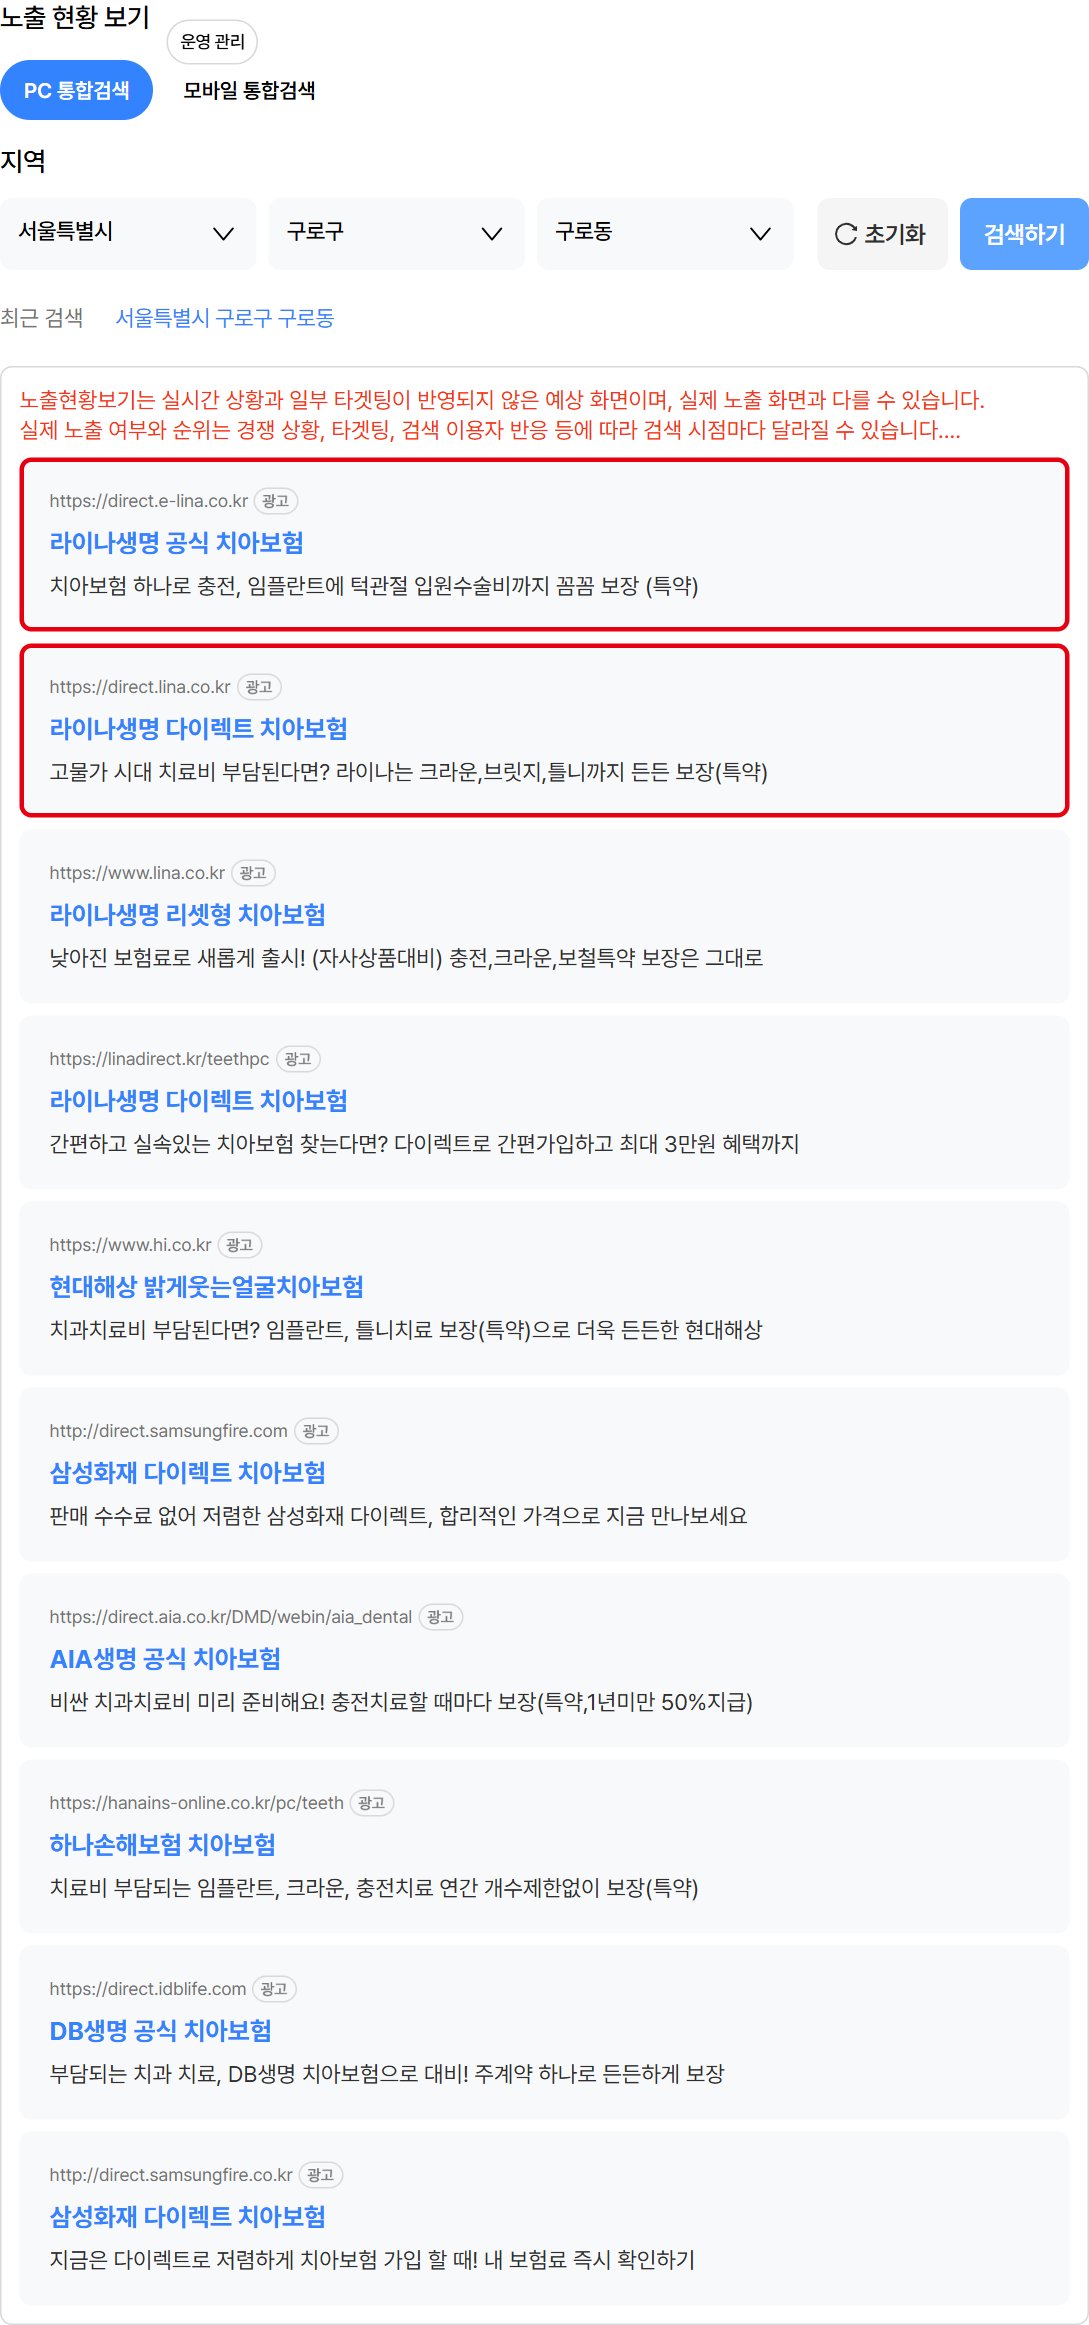 노출 현황 보기
운영 관리
PC 통합검색
모바일 통합검색
지역
서울특별시
구로구
구로동
초기화
검색하기
최근 검색
서울특별시 구로구 구로동
노출현황보기는 실시간 상황과 일부 타겟팅이 반영되지 않은 예상 화면이며, 실제 노출 화면과 다를 수 있습니다.
실제 노출 여부와 순위는 경쟁 상황, 타겟팅, 검색 이용자 반응 등에 따라 검색 시점마다 달라질 수 있습니다....
https://direct.e-lina.co.kr 광고
라이나생명 공식 치아보험
치아보험 하나로 충전, 임플란트에 턱관절 입원수술비까지 꼼꼼 보장 (특약)
https://direct.lina.co.kr 광고
라이나생명 다이렉트 치아보험
고물가 시대 치료비 부담된다면? 라이나는 크라운,브릿지,틀니까지 든든 보장(특약)
https://www.lina.co.kr 광고
라이나생명 리셋형 치아보험
낮아진 보험료로 새롭게 출시! (자사상품대비) 충전,크라운,보철특약 보장은 그대로
https://linadirect.kr/teethpc 광고
라이나생명 다이렉트 치아보험
간편하고 실속있는 치아보험 찾는다면? 다이렉트로 간편가입하고 최대 3만원 혜택까지
https://www.hi.co.kr 광고
현대해상 밝게웃는얼굴치아보험
치과치료비 부담된다면? 임플란트, 틀니치료 보장(특약)으로 더욱 든든한 현대해상
http://direct.samsungfire.com 광고
삼성화재 다이렉트 치아보험
판매 수수료 없어 저렴한 삼성화재 다이렉트, 합리적인 가격으로 지금 만나보세요
https://direct.aia.co.kr/DMD/webin/aia_dental 광고
AIA생명 공식 치아보험
비싼 치과치료비 미리 준비해요! 충전치료할 때마다 보장(특약,1년미만 50%지급)
https://hanains-online.co.kr/pc/teeth 광고
하나손해보험 치아보험
치료비 부담되는 임플란트, 크라운, 충전치료 연간 개수제한없이 보장(특약)
https://direct.idblife.com 광고
DB생명 공식 치아보험
부담되는 치과 치료, DB생명 치아보험으로 대비! 주계약 하나로 든든하게 보장
http://direct.samsungfire.co.kr 광고
삼성화재 다이렉트 치아보험
지금은 다이렉트로 저렴하게 치아보험 가입 할 때! 내 보험료 즉시 확인하기